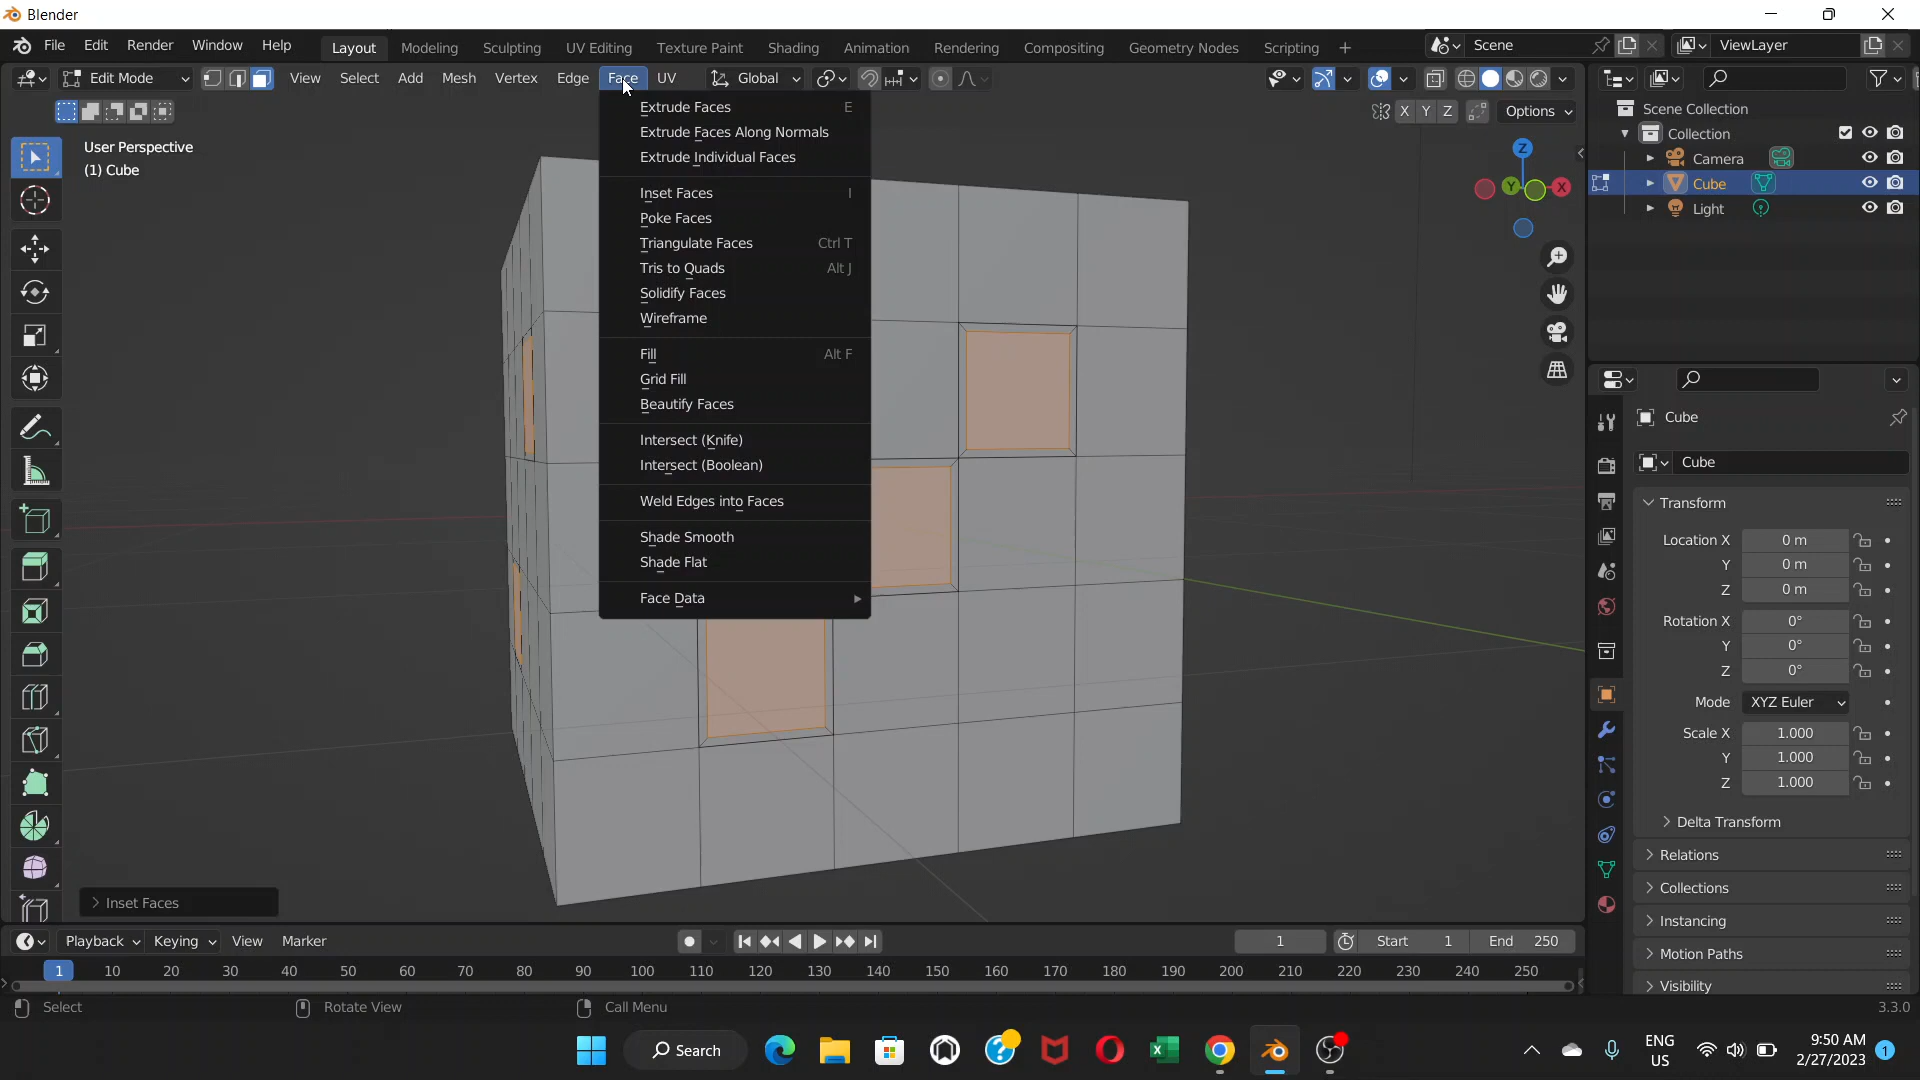 Blender
File Edit Render Window Help Layout Modeling Sculpting UV Editing Texture Paint Shading Animation Rendering Compositing Geometry Nodes Scripting + Scene ViewLayer
Edit Mode View Select Add Mesh Vertex Edge Face UV Global
X Y Z Options
User Perspective
(1) Cube
Extrude Faces E
Extrude Faces Along Normals
Extrude Individual Faces
Inset Faces I
Poke Faces
Triangulate Faces Ctrl T
Tris to Quads Alt J
Solidify Faces
Wireframe
Fill Alt F
Grid Fill
Beautify Faces
Intersect (Knife)
Intersect (Boolean)
Weld Edges into Faces
Shade Smooth
Shade Flat
Face Data
Z
Y
X
Inset Faces
Scene Collection
Collection
Camera
Cube
Light
Cube
Cube
Transform
Location X 0 m
Y 0 m
Z 0 m
Rotation X 0°
Y 0°
Z 0°
Mode XYZ Euler
Scale X 1.000
Y 1.000
Z 1.000
Delta Transform
Relations
Collections
Instancing
Motion Paths
Visibility
Playback Keying View Marker 1 Start 1 End 250
1 10 20 30 40 50 60 70 80 90 100 110 120 130 140 150 160 170 180 190 200 210 220 230 240 250
Select Rotate View Call Menu 3.3.0
Search
ENG
US
9:50 AM
2/27/2023
1